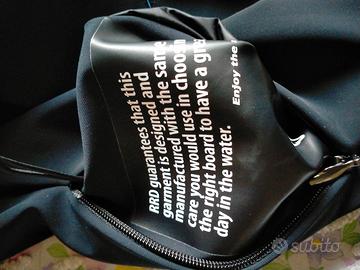 RRD guarantees that this
garment is designed and
manufactured with the same
care you would use in choosin
the right board to have a gre
day in the water.
Enjoy the
subito